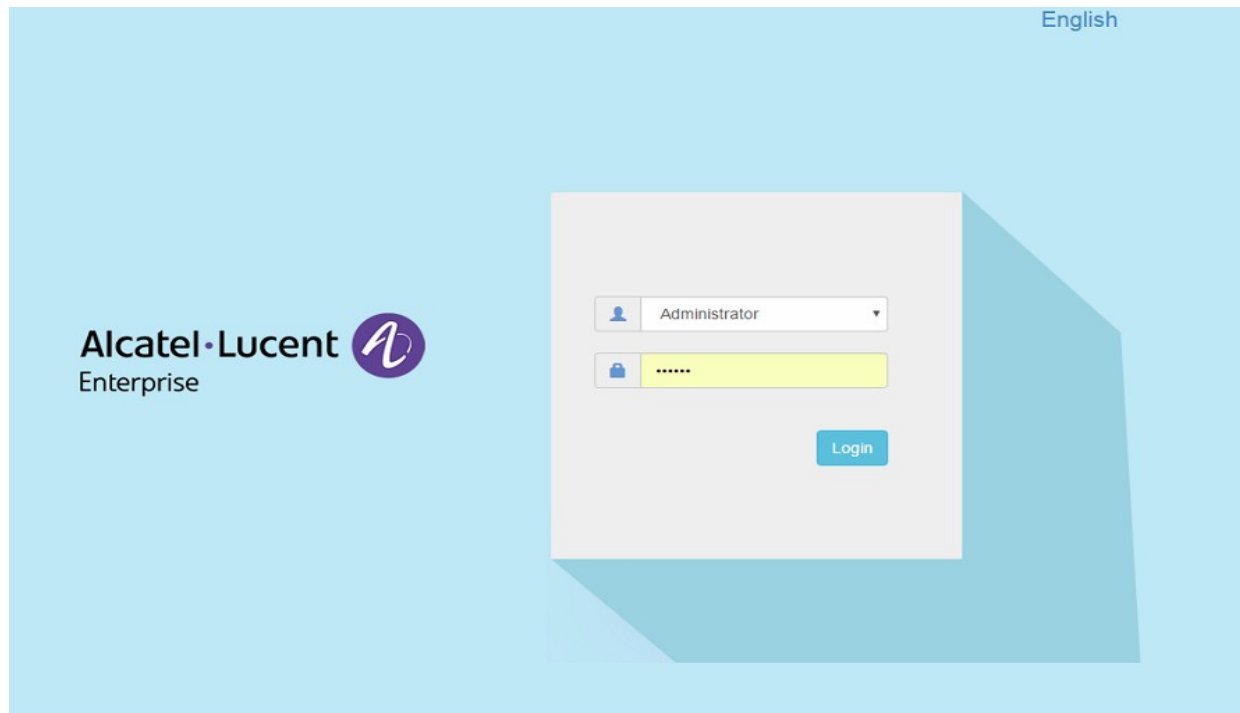 English
Alcatel·Lucent
Enterprise
Administrator
••••••
Login